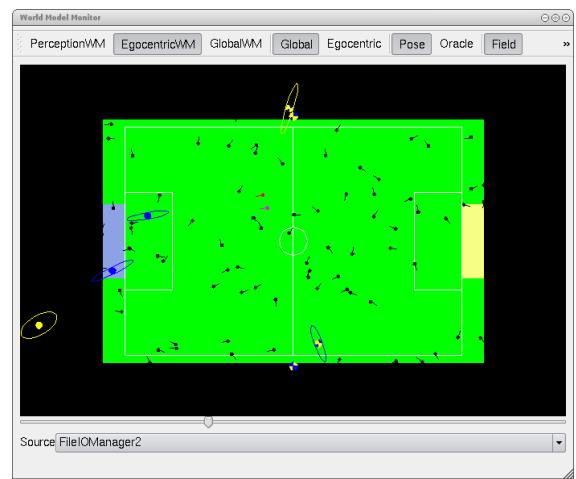 World Model Monitor
PerceptionWM EgocentricWM GlobalWM Global Egocentric Pose Oracle Field »
Source FileIOManager2